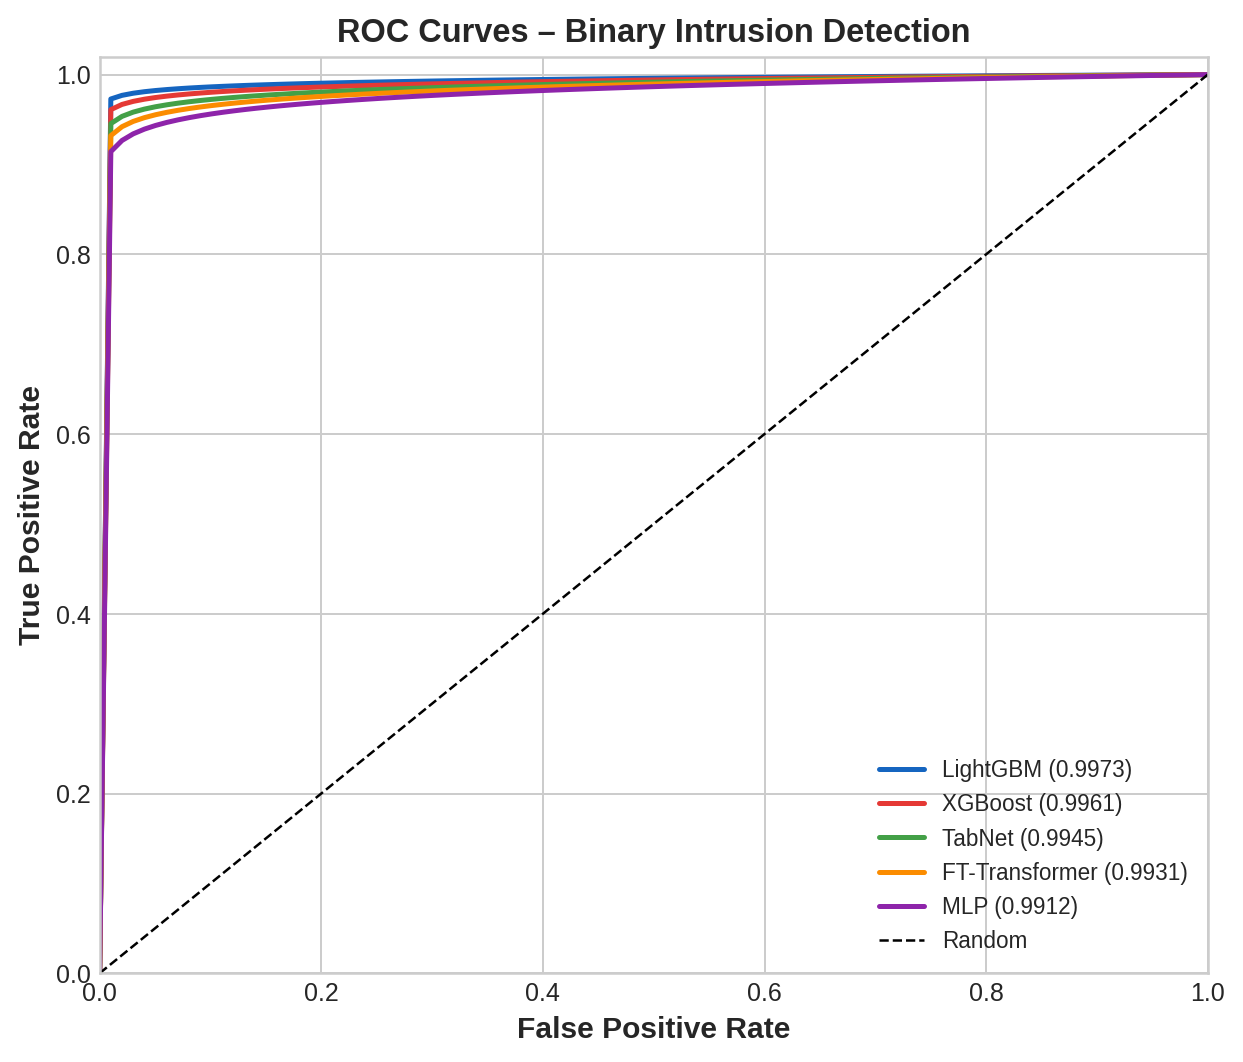 ROC Curves – Binary Intrusion Detection
True Positive Rate
1.0
0.8
0.6
0.4
0.2
0.0
LightGBM (0.9973)
XGBoost (0.9961)
TabNet (0.9945)
FT-Transformer (0.9931)
MLP (0.9912)
Random
0.0 0.2 0.4 0.6 0.8 1.0
False Positive Rate